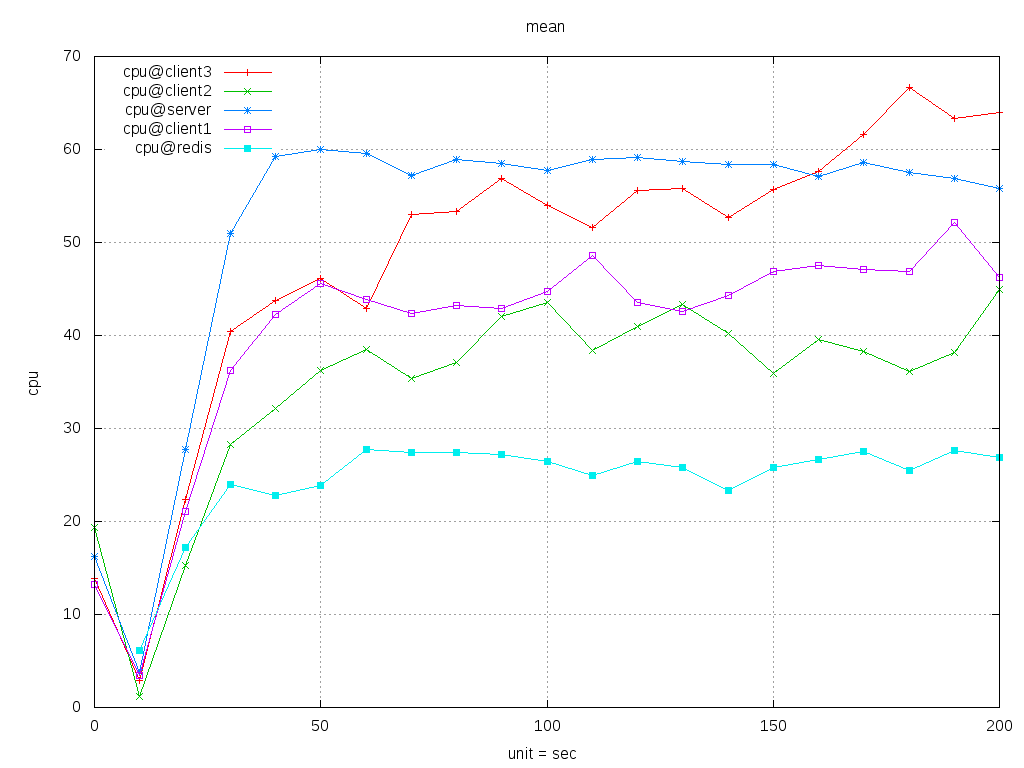 mean
70
60
50
40
30
20
10
0
cpu
cpu@client3
cpu@client2
cpu@server
cpu@client1
cpu@redis
0 50 100 150 200
unit = sec